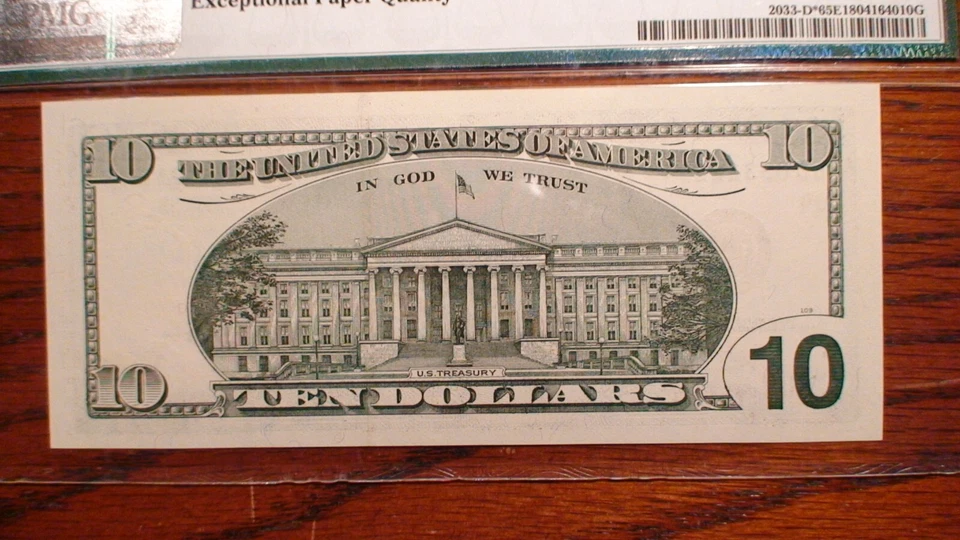 PMG
Exceptional Paper Quality
2033-D*65E1804164010G
10 THE UNITED STATES OF AMERICA 10
IN GOD WE TRUST
U.S. TREASURY
10 TEN DOLLARS 10